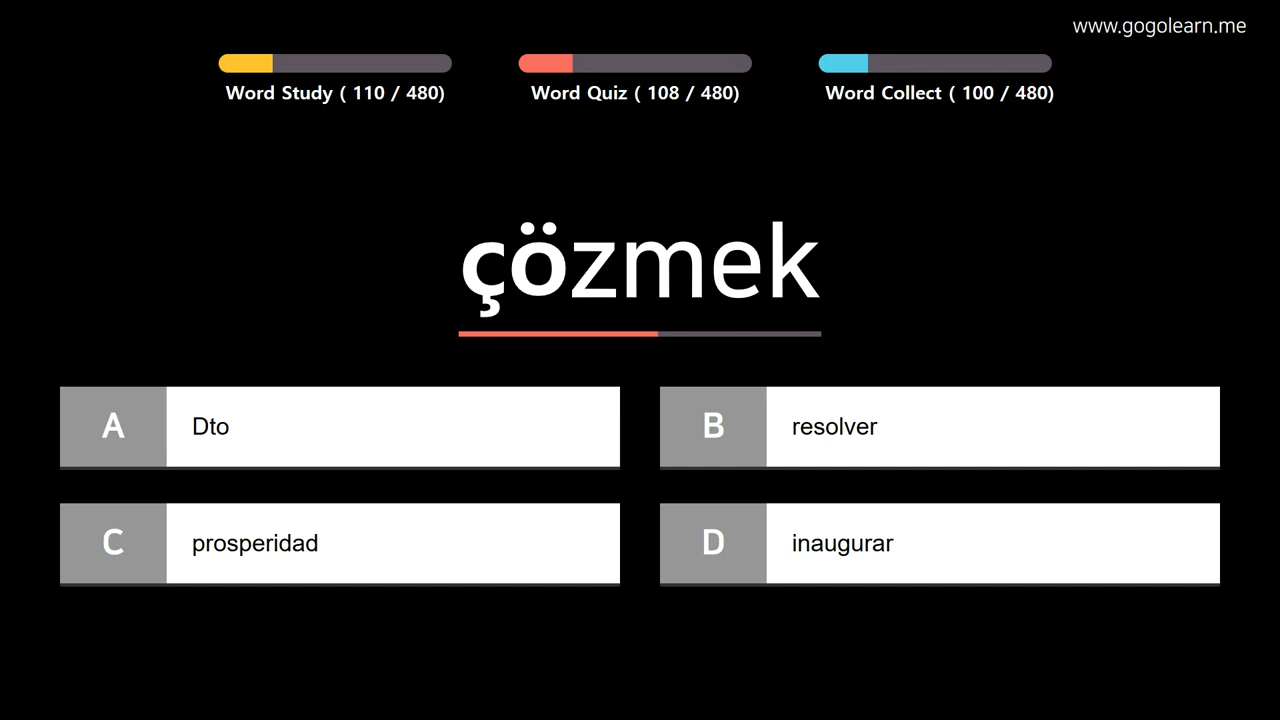 www.gogolearn.me
Word Study ( 110 / 480)
Word Quiz ( 108 / 480)
Word Collect ( 100 / 480)
çözmek
A Dto
B resolver
C prosperidad
D inaugurar